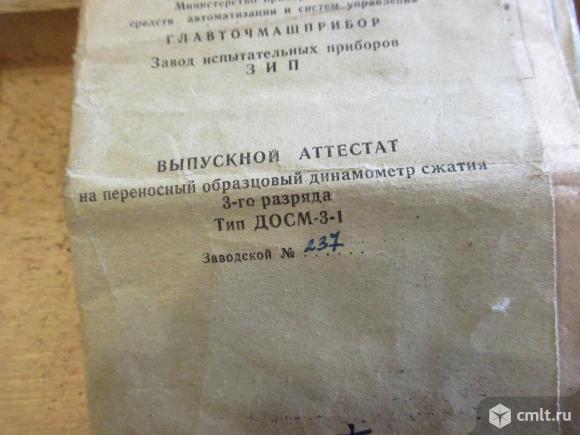 Министерство
средств автоматизации и систем управления
ГЛАВТОЧМАШПРИБОР
Завод испытательных приборов
ЗИП
ВЫПУСКНОЙ АТТЕСТАТ
на переносный образцовый динамометр сжатия
3-го разряда
Тип ДОСМ-3-1
Заводской № 237
cmlt.ru